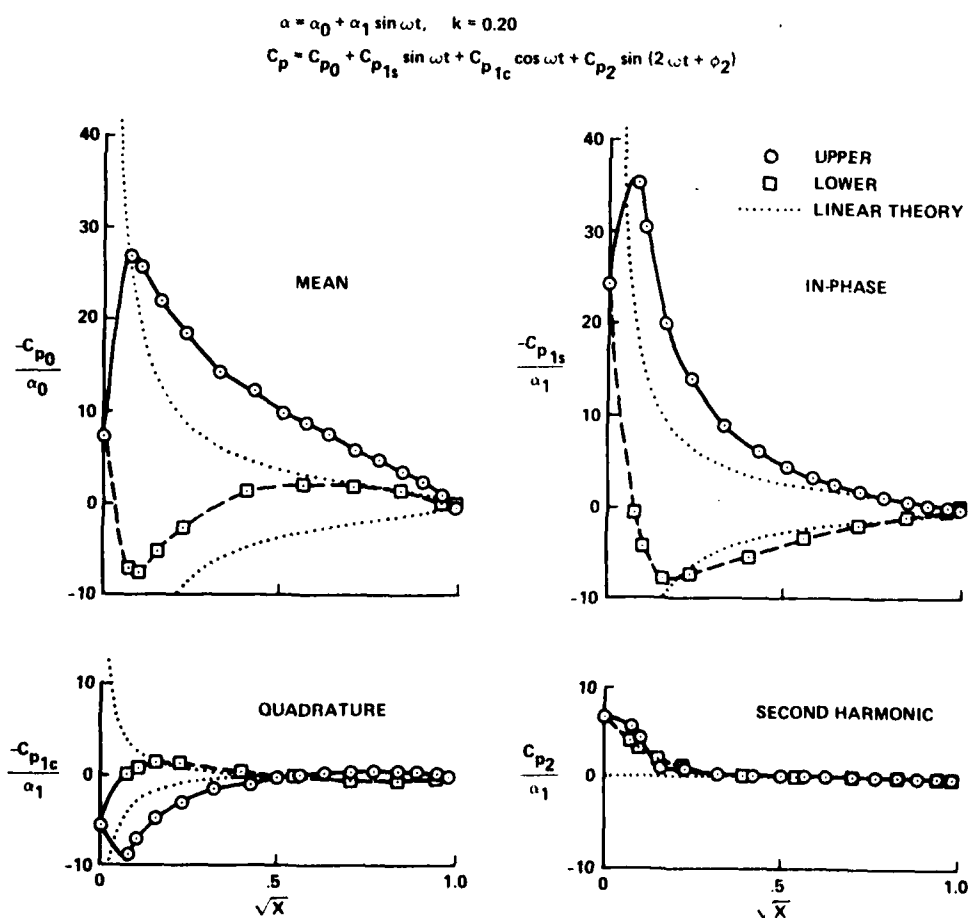 α = α0 + α1 sin ωt, k = 0.20
Cp = Cp0 + Cp1s sin ωt + Cp1c cos ωt + Cp2 sin (2 ωt + φ2)
40
30
20
10
0
-10
-Cp0
α0
MEAN
40
30
20
10
0
-10
-Cp1s
α1
UPPER
LOWER
LINEAR THEORY
IN-PHASE
0
.5
1.0
10
0
-10
-Cp1c
α1
QUADRATURE
0
.5
1.0
√x
10
0
-10
Cp2
α1
SECOND HARMONIC
0
.5
1.0
√x